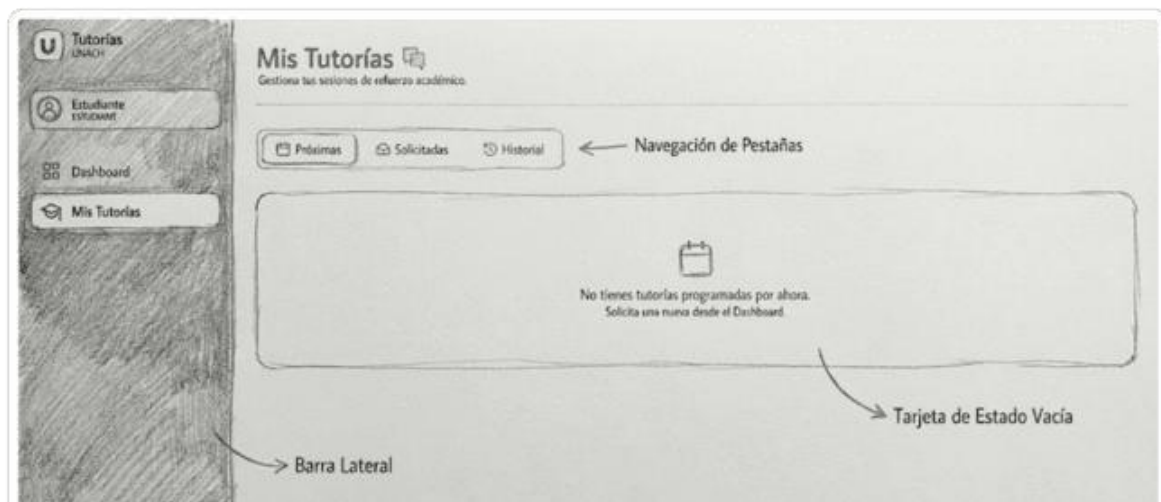 Tutorías
UNACH
Estudiante
ESTUDIANT
Dashboard
Mis Tutorías
Mis Tutorías
Gestiona tus sesiones de refuerzo académico.
Próximas
Solicitadas
Historial
Navegación de Pestañas
No tienes tutorías programadas por ahora.
Solicita una nueva desde el Dashboard
Tarjeta de Estado Vacía
Barra Lateral